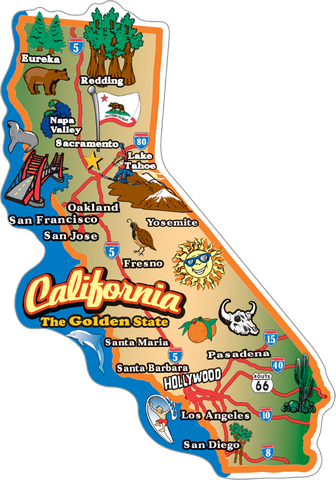 5
Eureka
Redding
Napa
Valley
Sacramento
80
Lake
Tahoe
Oakland
San Francisco
San Jose
Yosemite
5
Fresno
California
The Golden State
Santa Maria
15
5
Pasadena
40
Santa Barbara
HOLLYWOOD
ROUTE
66
Los Angeles
10
San Diego
8